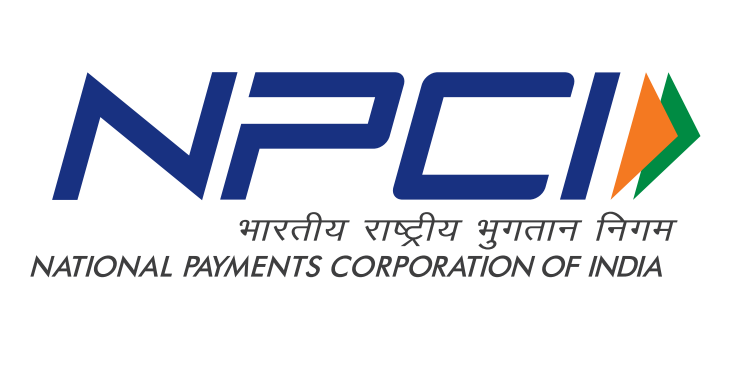 NPCI
भारतीय राष्ट्रीय भुगतान निगम
NATIONAL PAYMENTS CORPORATION OF INDIA